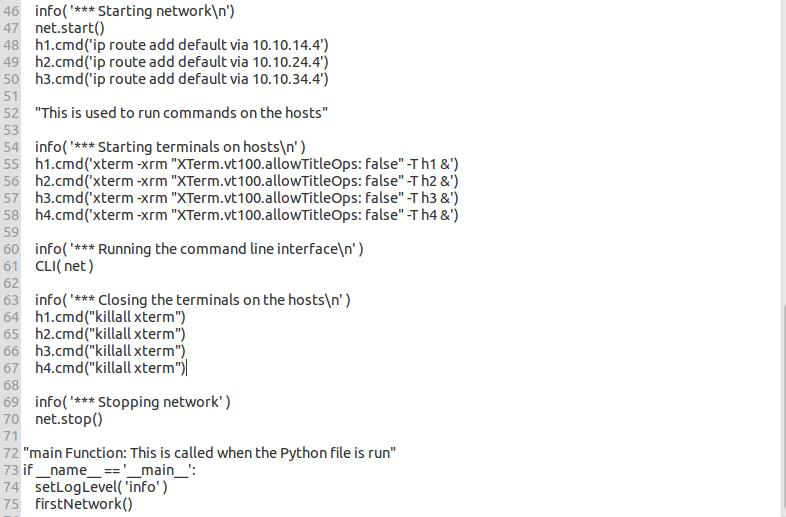 46 info( '*** Starting network\n')
47 net.start()
48 h1.cmd('ip route add default via 10.10.14.4')
49 h2.cmd('ip route add default via 10.10.24.4')
50 h3.cmd('ip route add default via 10.10.34.4')
51
52 "This is used to run commands on the hosts"
53
54 info( '*** Starting terminals on hosts\n' )
55 h1.cmd('xterm -xrm "XTerm.vt100.allowTitleOps: false" -T h1 &')
56 h2.cmd('xterm -xrm "XTerm.vt100.allowTitleOps: false" -T h2 &')
57 h3.cmd('xterm -xrm "XTerm.vt100.allowTitleOps: false" -T h3 &')
58 h4.cmd('xterm -xrm "XTerm.vt100.allowTitleOps: false" -T h4 &')
59
60 info( '*** Running the command line interface\n' )
61 CLI( net )
62
63 info( '*** Closing the terminals on the hosts\n' )
64 h1.cmd("killall xterm")
65 h2.cmd("killall xterm")
66 h3.cmd("killall xterm")
67 h4.cmd("killall xterm")
68
69 info( '*** Stopping network' )
70 net.stop()
71
72 "main Function: This is called when the Python file is run"
73 if __name__ == '__main__':
74 setLogLevel( 'info' )
75 firstNetwork()